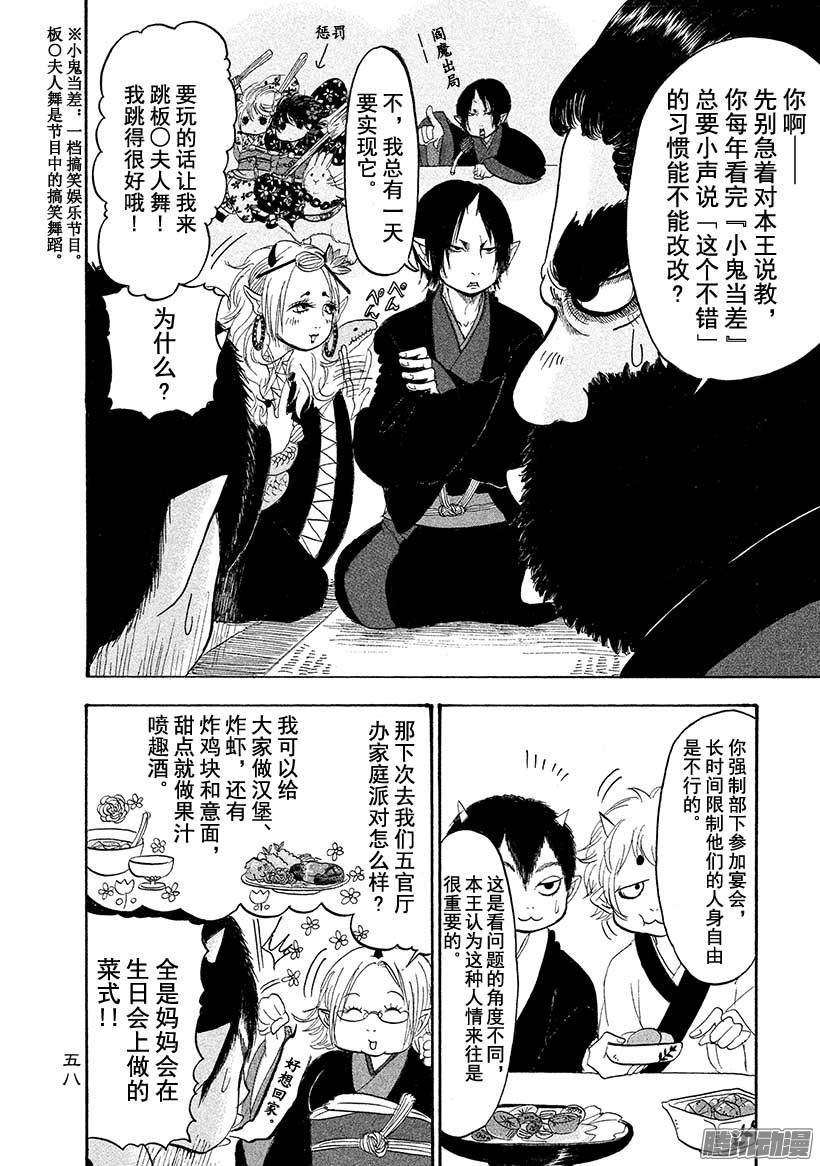 你啊——
先别急着对本王说教，
你每年看完『小鬼当差』
总要小声说「这个不错」
的习惯能不能改改？
阎魔出局
——
不，我总有一天
要实现它。
惩罚
要玩的话让我来
跳板〇夫人舞！
我跳得很好哦！
ぺん
ぺん
为什么？
※小鬼当差：一档搞笑娱乐节目。
板〇夫人舞是节目中的搞笑舞蹈。
你强制部下参加宴会，
长时间限制他们的人身自由
是不行的。
这是看问题的角度不同，
本王认为这种人情来往是
很重要的。
那下次去我们五官厅
办家庭派对怎么样？
我可以给
大家做汉堡、
炸虾，还有
炸鸡块和意面，
甜点就做果汁
喷趣酒。
好想回家。
全是妈妈会在
生日会上做的
菜式!!
五八
腾讯动漫